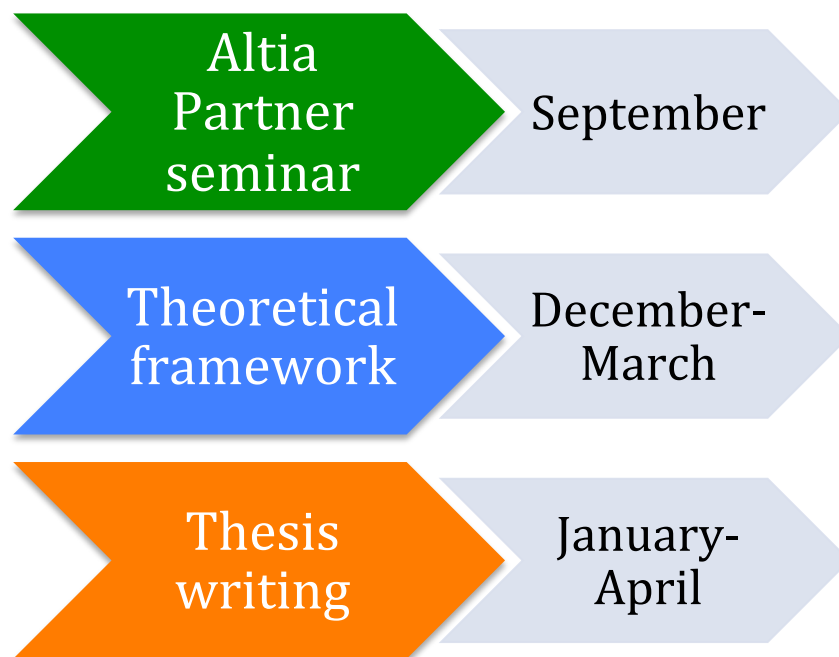 Altia
Partner
seminar
September
Theoretical
framework
December-
March
Thesis
writing
January-
April